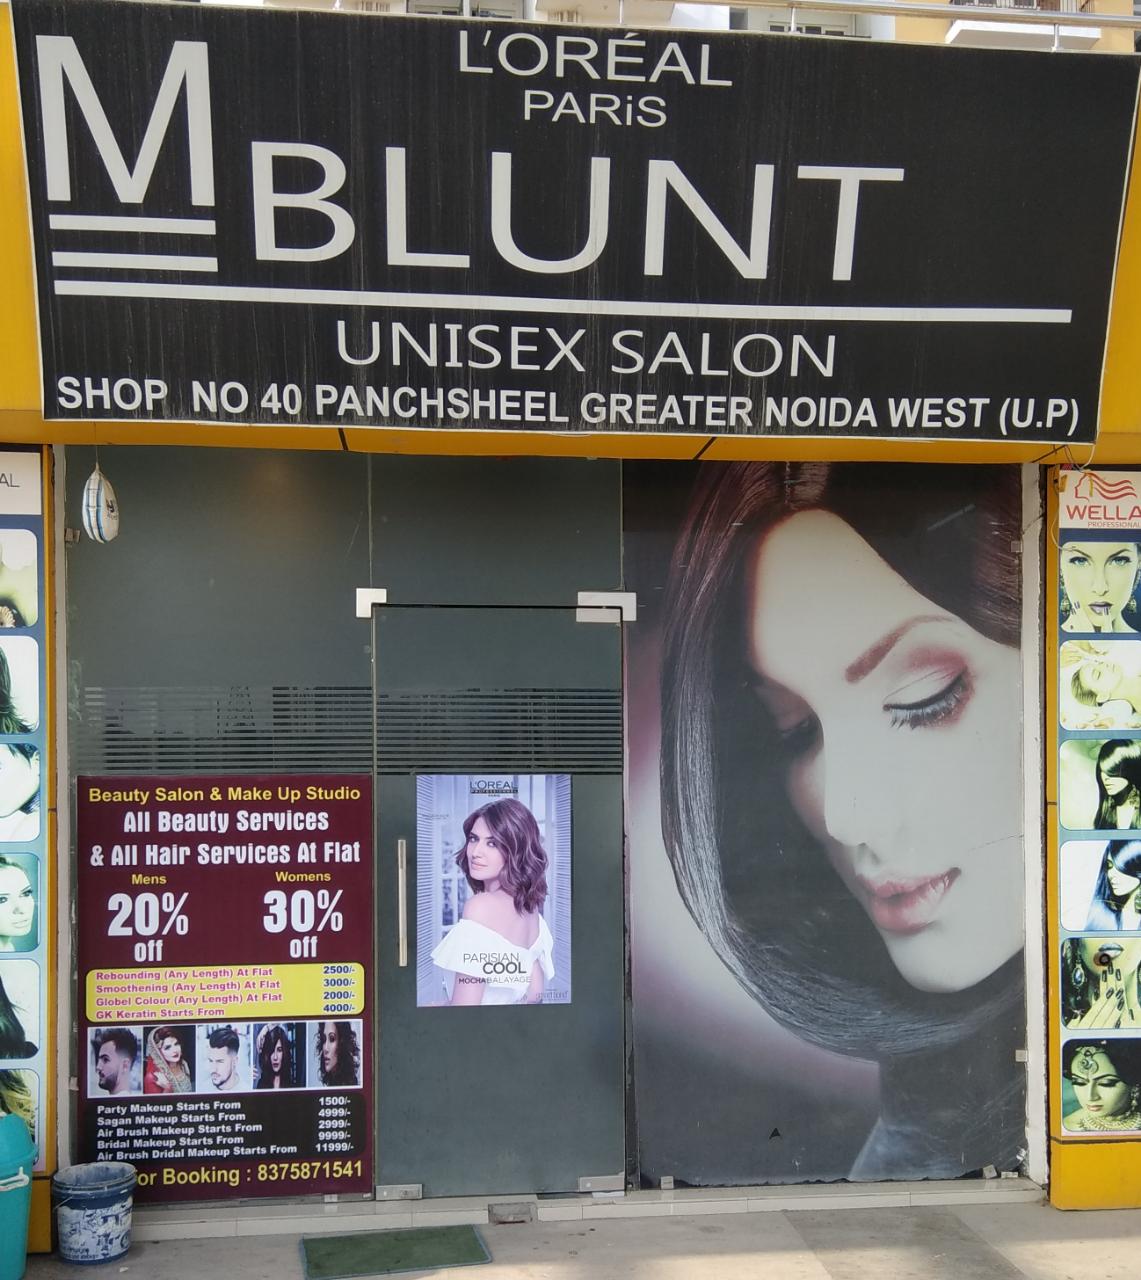 L'ORÉAL
PARiS
M BLUNT
UNISEX SALON
SHOP NO 40 PANCHSHEEL GREATER NOIDA WEST (U.P)
AL
WELLA
PROFESSIONAL
Beauty Salon & Make Up Studio
All Beauty Services
& All Hair Services At Flat
Mens Womens
20% 30%
off off
Rebounding (Any Length) At Flat 2500/-
Smoothening (Any Length) At Flat 3000/-
Globel Colour (Any Length) At Flat 2000/-
GK Keratin Starts From 4000/-
Party Makeup Starts From 1500/-
Sagan Makeup Starts From 4999/-
Air Brush Makeup Starts From 2999/-
Bridal Makeup Starts From 9999/-
Air Brush Dridal Makeup Starts From 11999/-
or Booking : 8375871541
L'ORÉAL
PROFESSIONNEL
PARIS
PARISIAN
COOL
MOCHA BALAYAGE